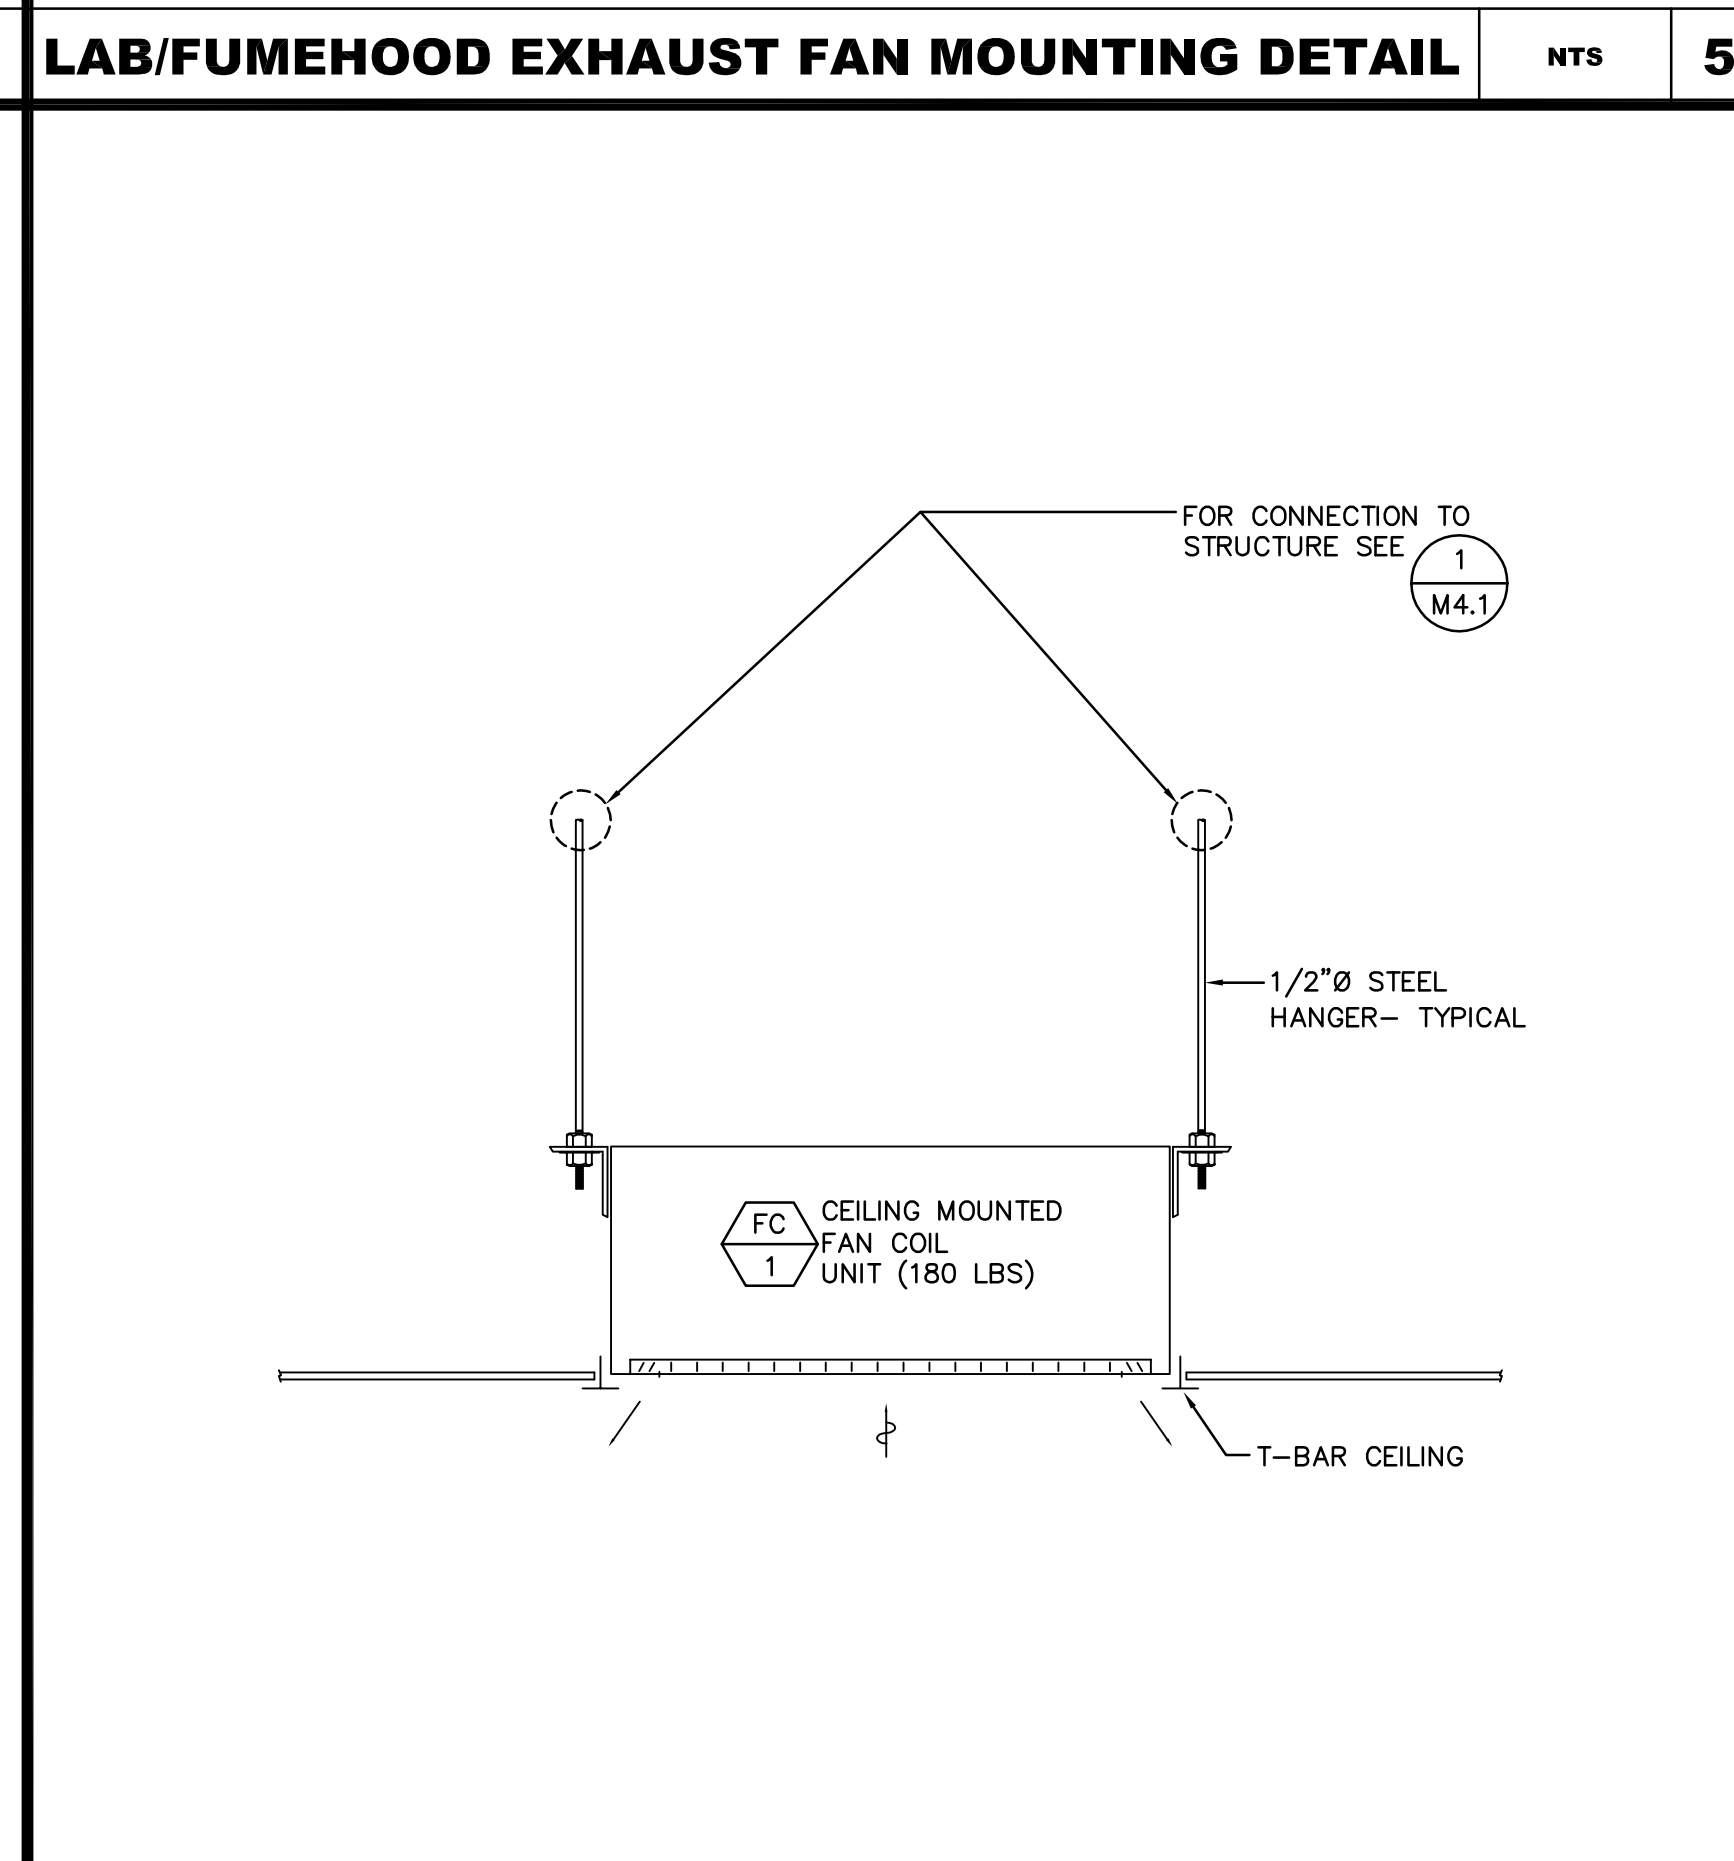 LAB/FUMEHOOD EXHAUST FAN MOUNTING DETAIL
NTS
5
FOR CONNECTION TO
STRUCTURE SEE
1
M4.1
1/2"Ø STEEL
HANGER– TYPICAL
FC
1
CEILING MOUNTED
FAN COIL
UNIT (180 LBS)
T–BAR CEILING